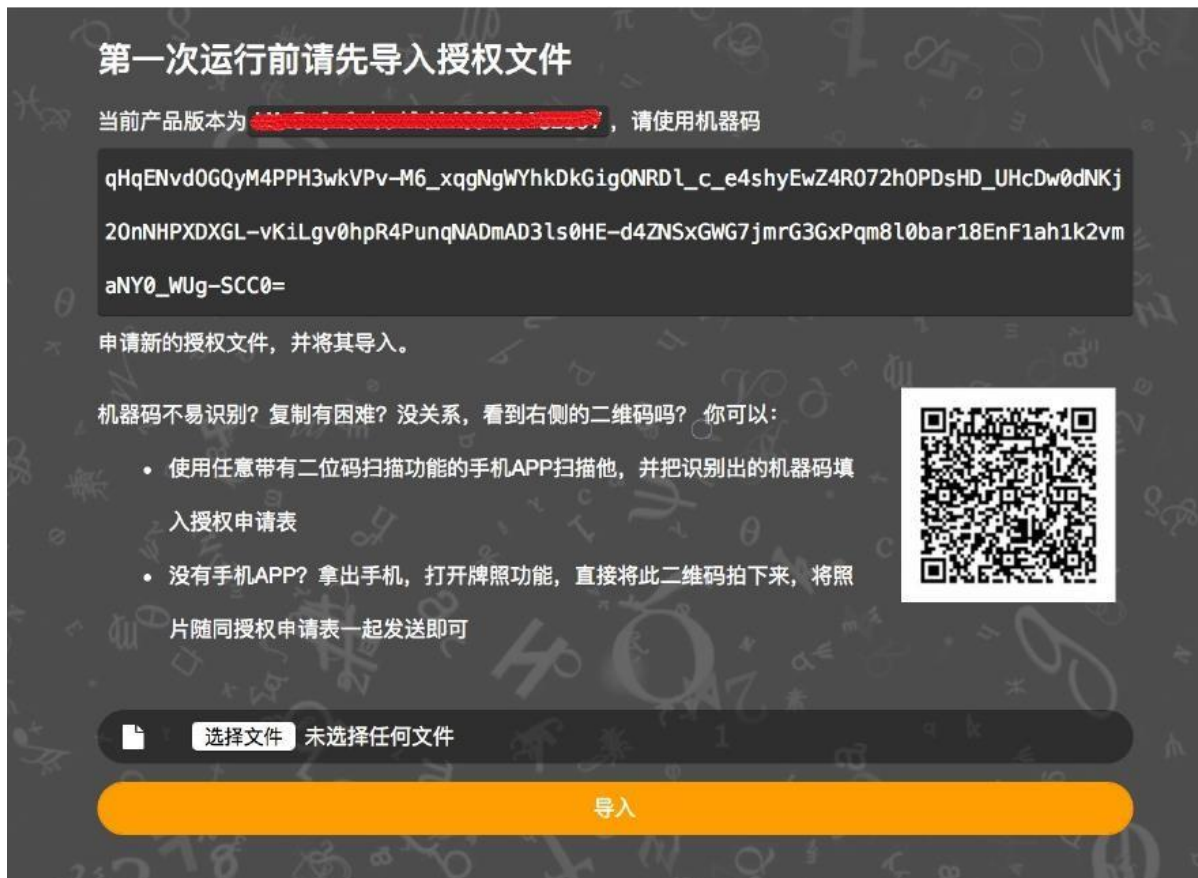 第一次运行前请先导入授权文件
当前产品版本为 ，请使用机器码
qHqENvdOGQyM4PPH3wkVPv-M6_xqgNgWYhkDkGigONRDl_c_e4shyEwZ4RO72hOPDsHD_UHcDw0dNKj
2OnNHPXDXGL-vKiLgv0hpR4PunqNADmAD3ls0HE-d4ZNSxGWG7jmrG3GxPqm8l0bar18EnF1ah1k2vm
aNY0_WUg-SCC0=
申请新的授权文件，并将其导入。
机器码不易识别？复制有困难？没关系，看到右侧的二维码吗？你可以：
• 使用任意带有二位码扫描功能的手机APP扫描他，并把识别出的机器码填
入授权申请表
• 没有手机APP？拿出手机，打开牌照功能，直接将此二维码拍下来，将照
片随同授权申请表一起发送即可
选择文件 未选择任何文件
导入